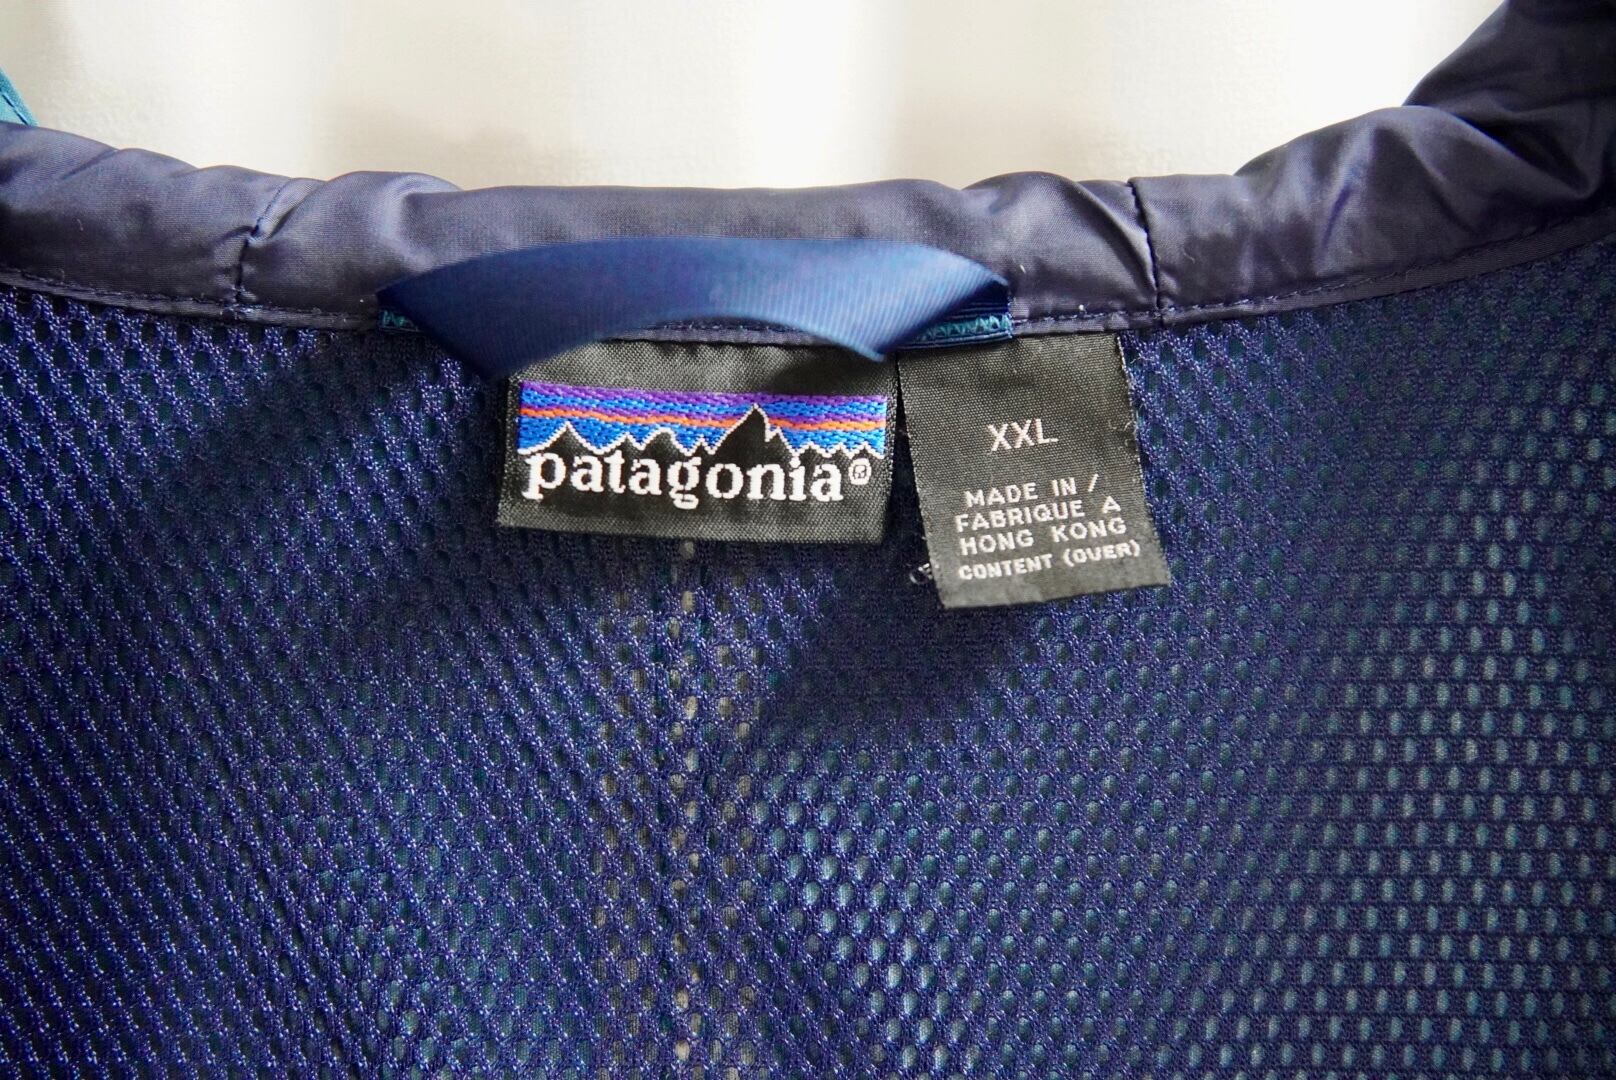 patagonia®
XXL
MADE IN /
FABRIQUE A
HONG KONG
CONTENT (OVER)